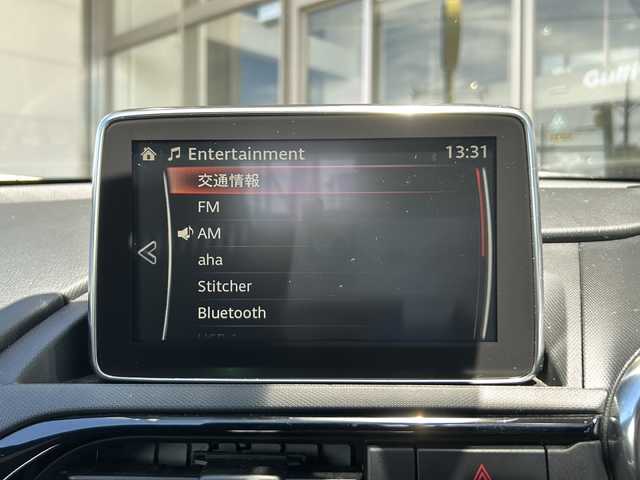 Entertainment 13:31
交通情報
FM
AM
aha
Stitcher
Bluetooth